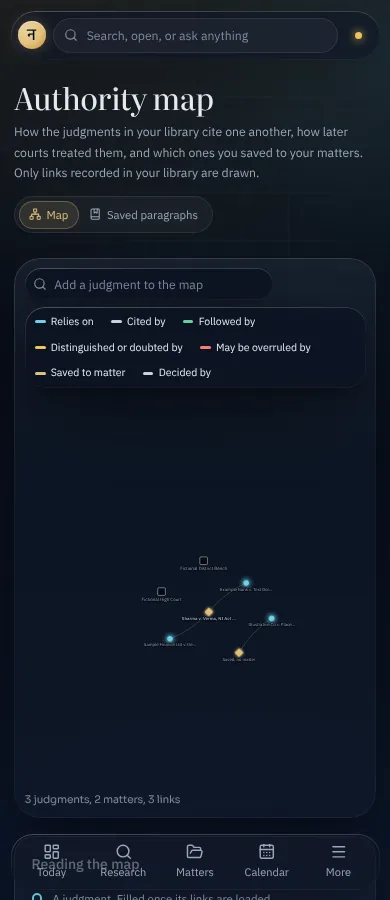 न
Search, open, or ask anything
Authority map
How the judgments in your library cite one another, how later
courts treated them, and which ones you saved to your matters.
Only links recorded in your library are drawn.
Map
Saved paragraphs
Add a judgment to the map
Relies on
Cited by
Followed by
Distinguished or doubted by
May be overruled by
Saved to matter
Decided by
Fictional District Bench
Fictional High Court
3 judgments, 2 matters, 3 links
Reading the map
Today
Research
Matters
Calendar
More
A judgment. Filled once its links are loaded